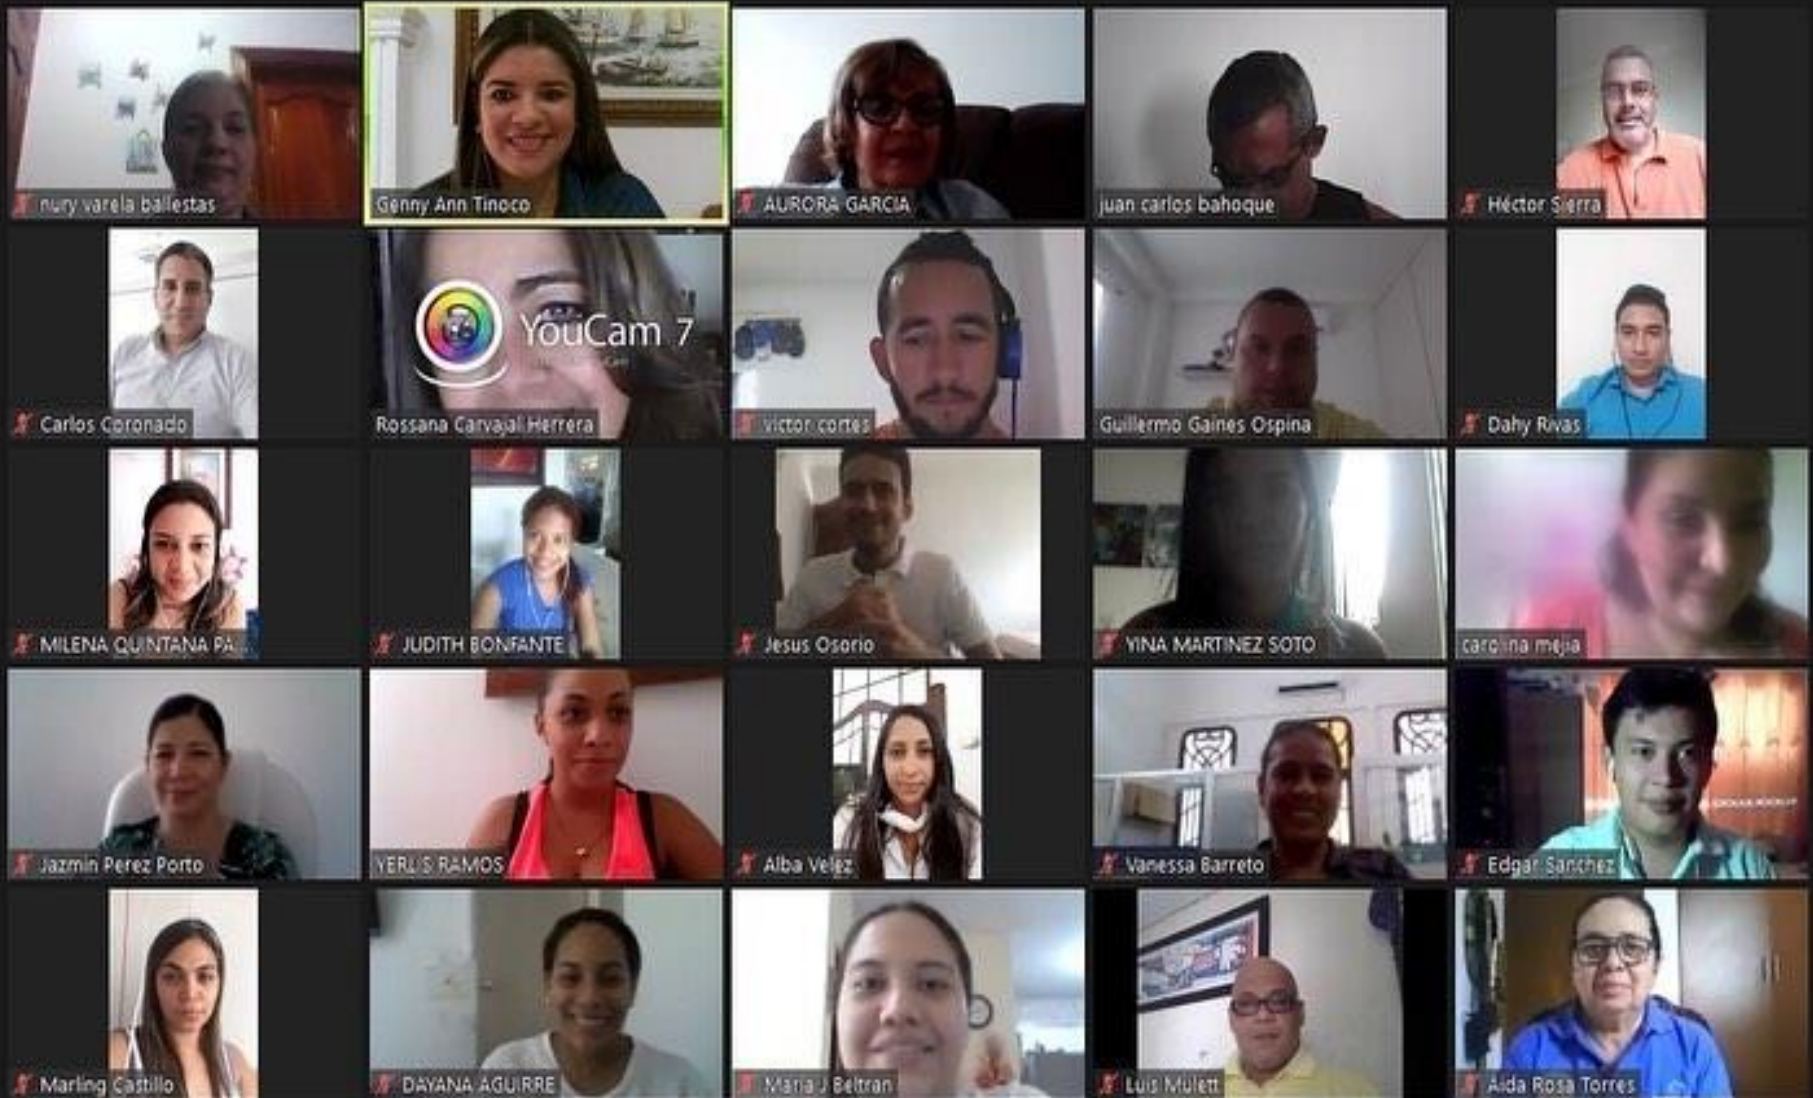 nury varela ballestas
Genny Ann Tinoco
AURORA GARCIA
juan carlos bahoque
Héctor Sierra
Carlos Coronado
YouCam 7
Rossana Carvajal Herrera
victor cortes
Guillermo Gaines Ospina
Dahy Rivas
MILENA QUINTANA PA...
JUDITH BONFANTE
Jesus Osorio
YINA MARTINEZ SOTO
carolina mejia
Jazmin Perez Porto
YERLIS RAMOS
Alba Velez
Vanessa Barreto
Edgar Sanchez
Marling Castillo
DAYANA AGUIRRE
Maria J Beltran
Luis Mulett
Aida Rosa Torres